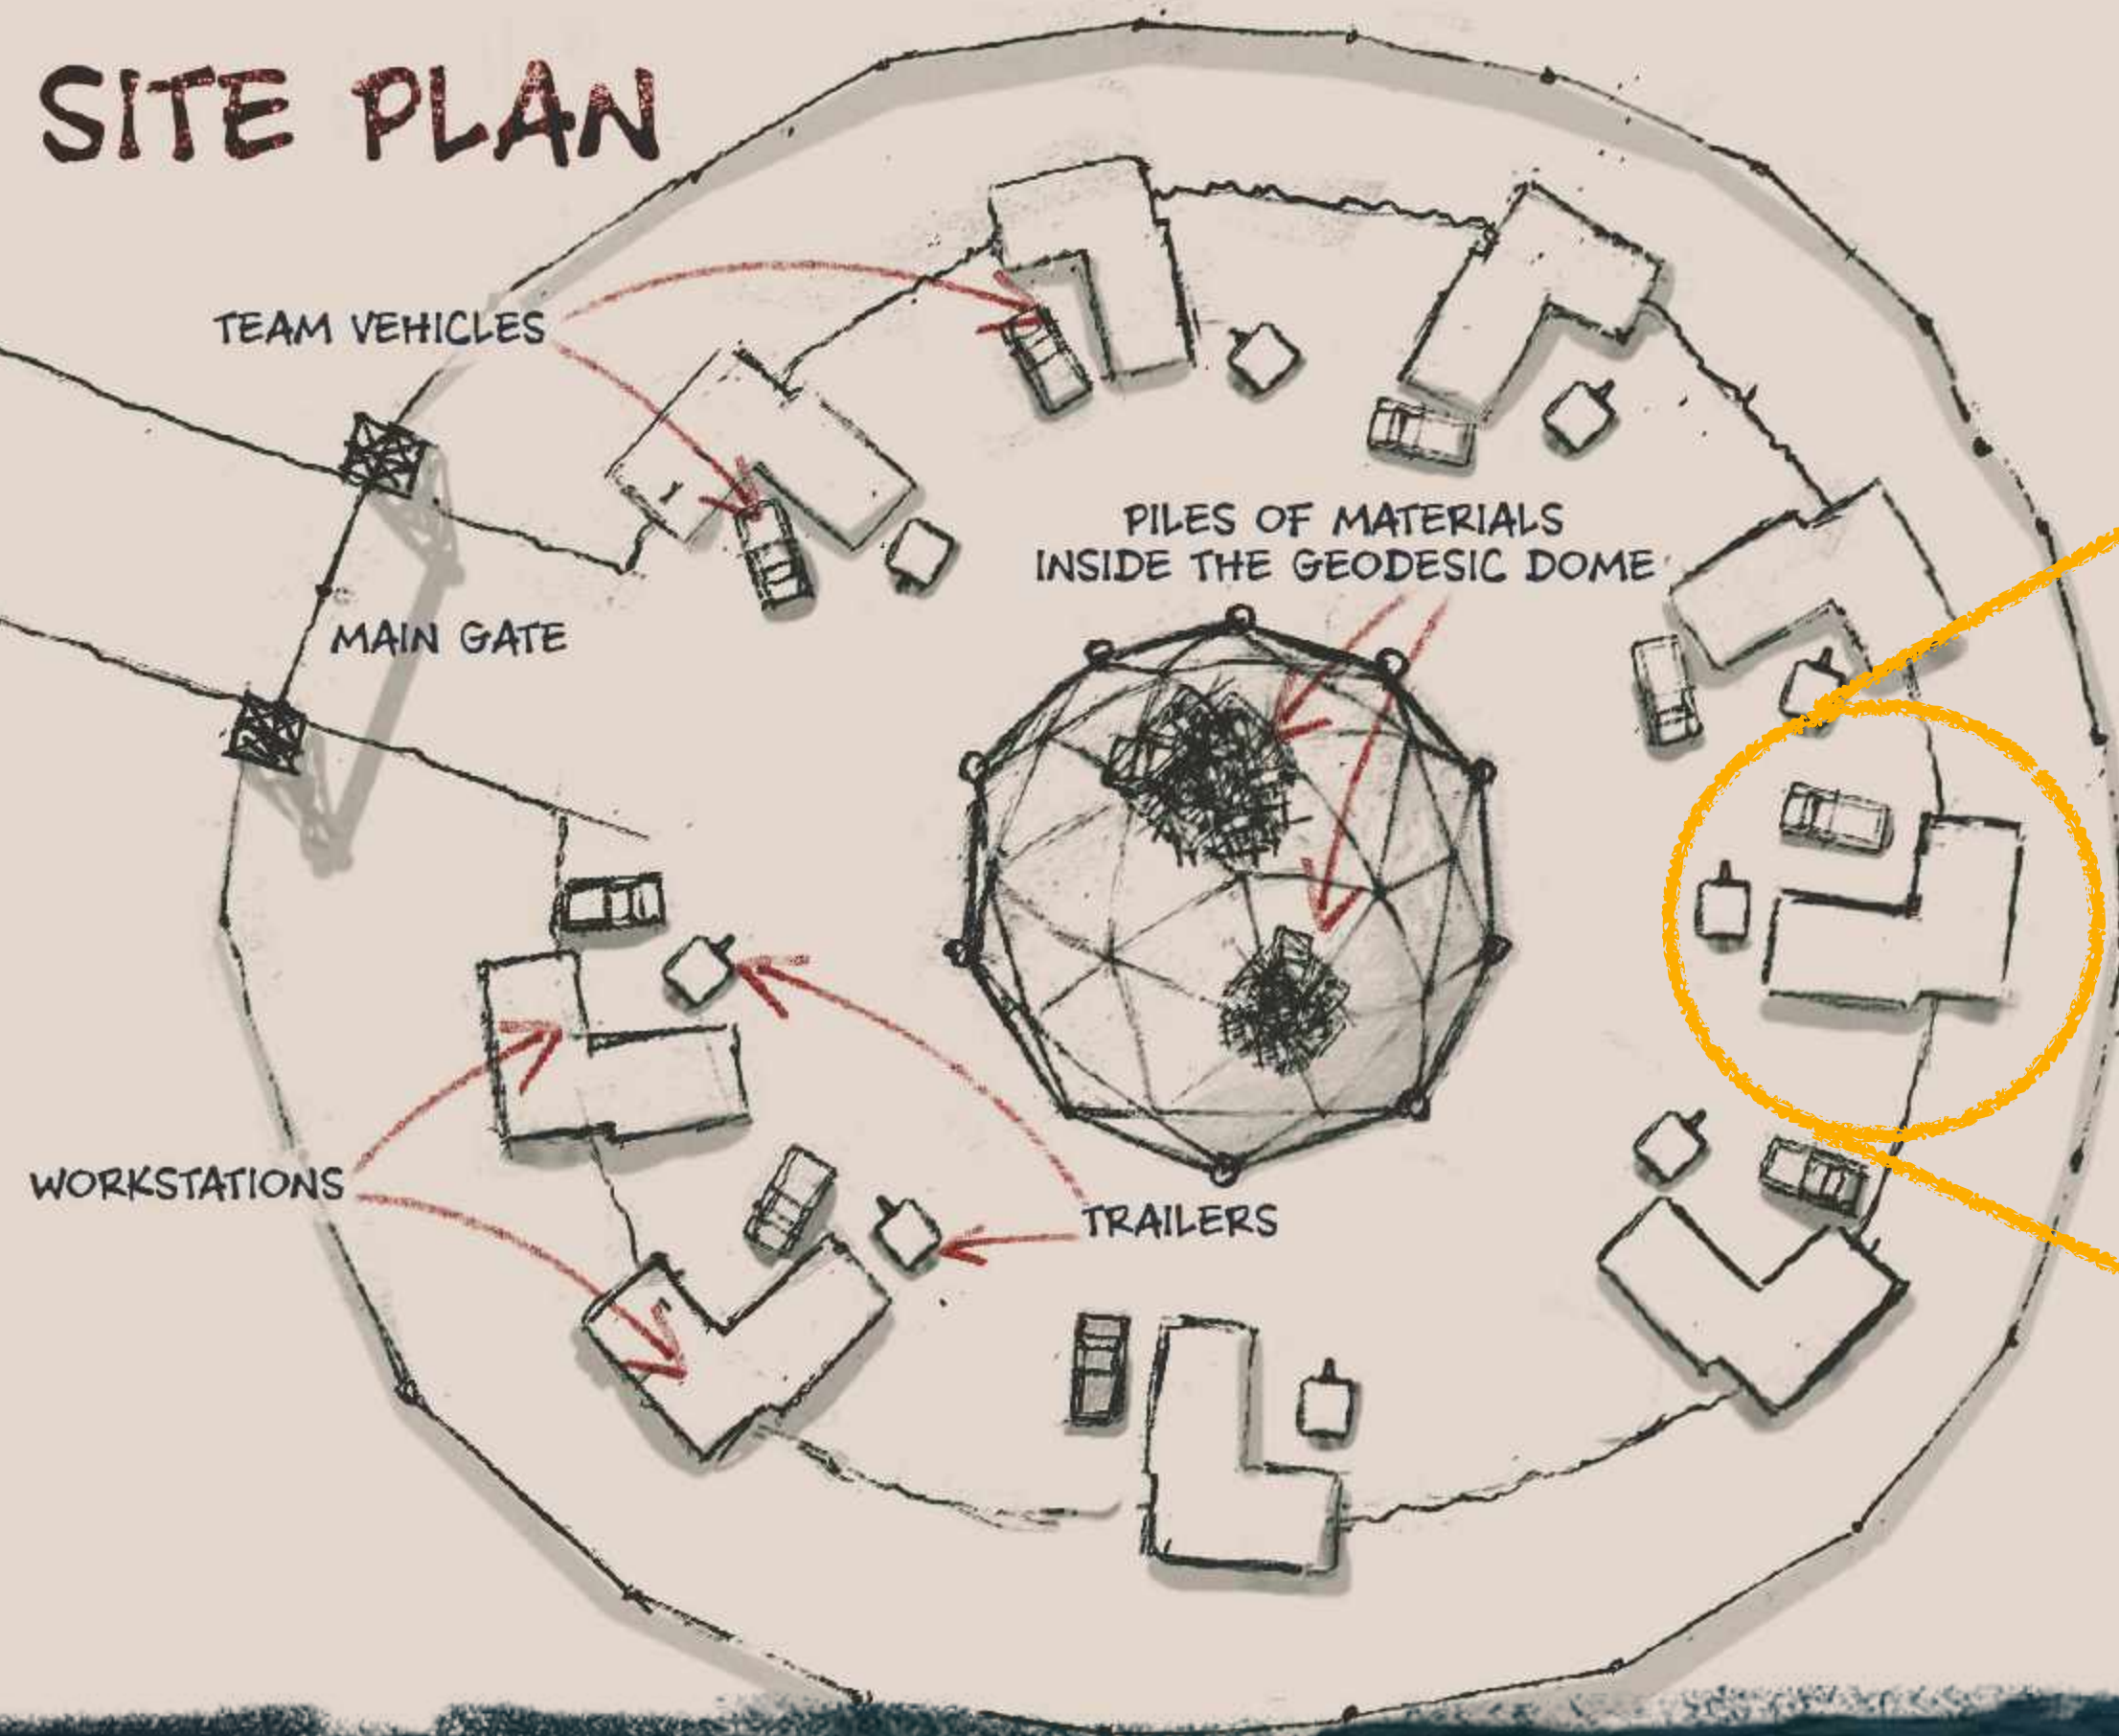 SITE PLAN
TEAM VEHICLES
PILES OF MATERIALS
INSIDE THE GEODESIC DOME
MAIN GATE
WORKSTATIONS
TRAILERS